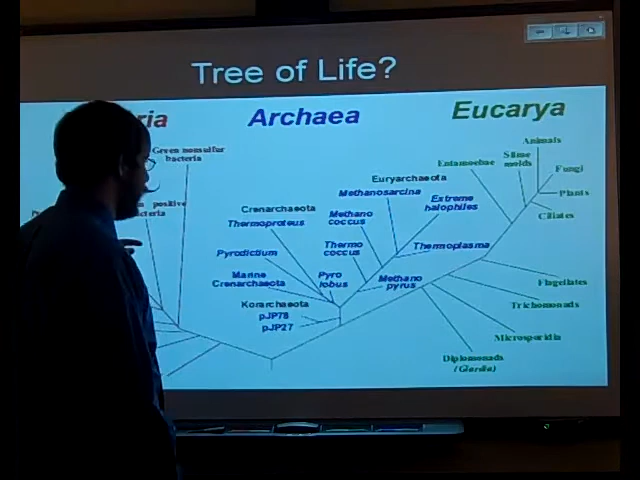 Tree of Life?
ria
Archaea
Eucarya
Green nonsulfur
bacteria
positive
cteria
Crenarchaeota
Thermoproteus
Pyrodictium
Marine
Crenarchaeota
Korarchaeota
pJP78
pJP27
Pyro
lobus
Methano
coccus
Thermo
coccus
Euryarchaeota
Methanosarcina
Extreme
halophiles
Thermoplasma
Methano
pyrus
Entamoebae
Slime
molds
Animals
Fungi
Plants
Ciliates
Flagellates
Trichomonads
Microsporidia
Diplomonads
(Giardia)